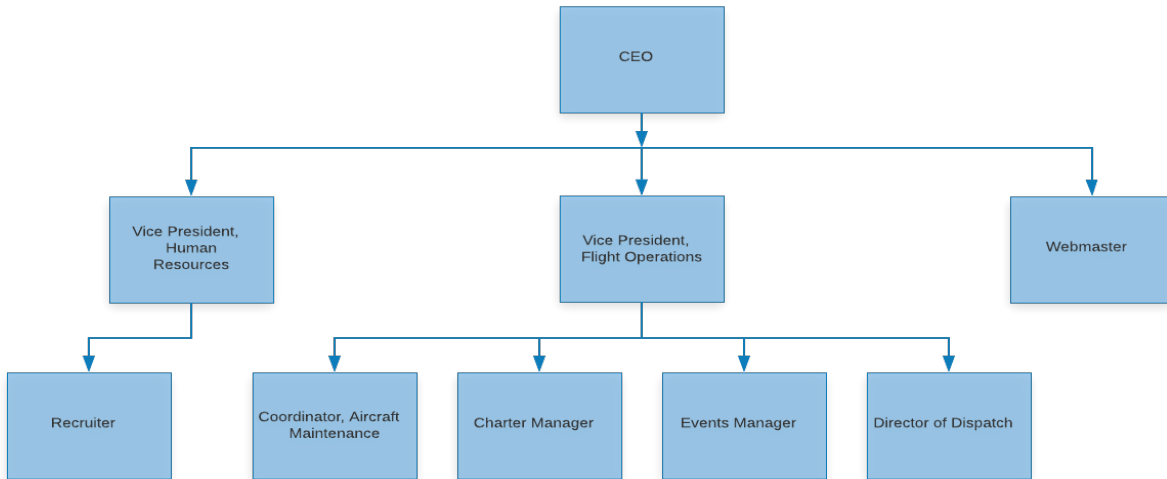 CEO
Vice President,
Human
Resources
Vice President,
Flight Operations
Webmaster
Recruiter
Coordinator, Aircraft
Maintenance
Charter Manager
Events Manager
Director of Dispatch